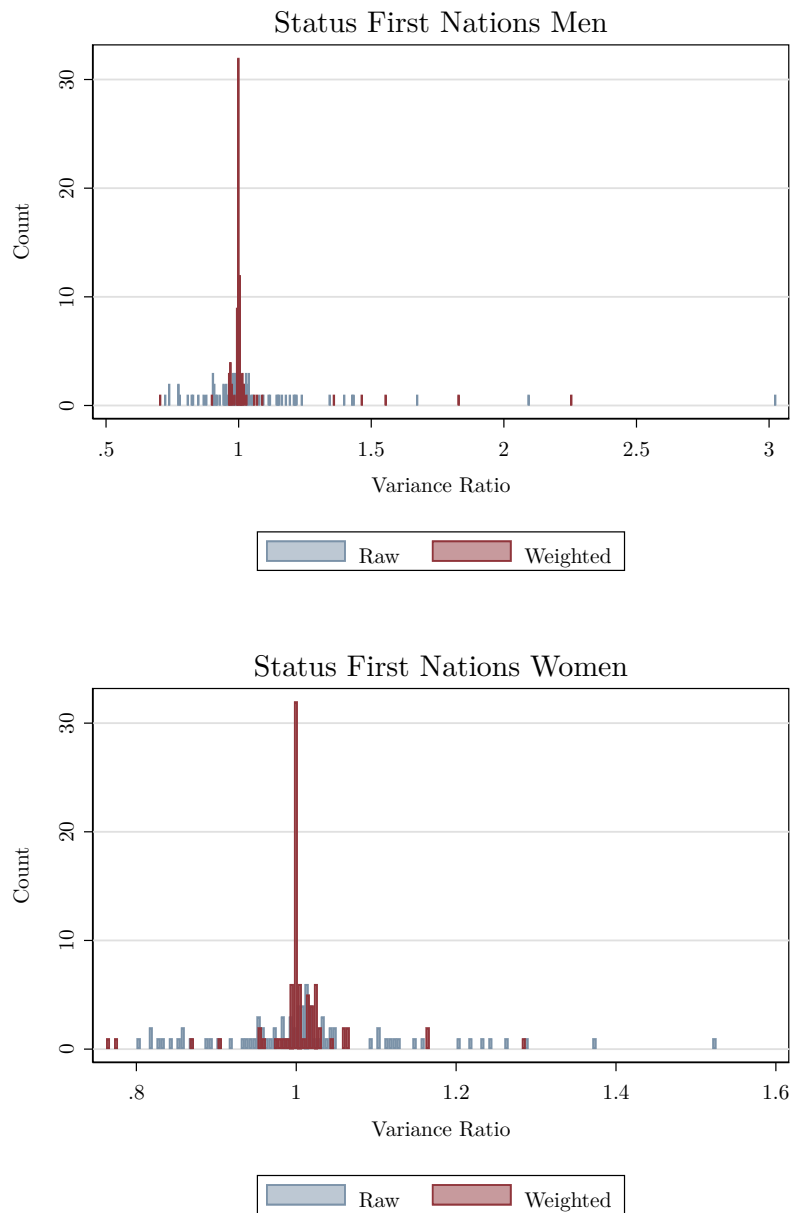 Status First Nations Men
30
20
10
0
Count
.5 1 1.5 2 2.5 3
Variance Ratio
Raw Weighted
Status First Nations Women
30
20
10
0
Count
.8 1 1.2 1.4 1.6
Variance Ratio
Raw Weighted